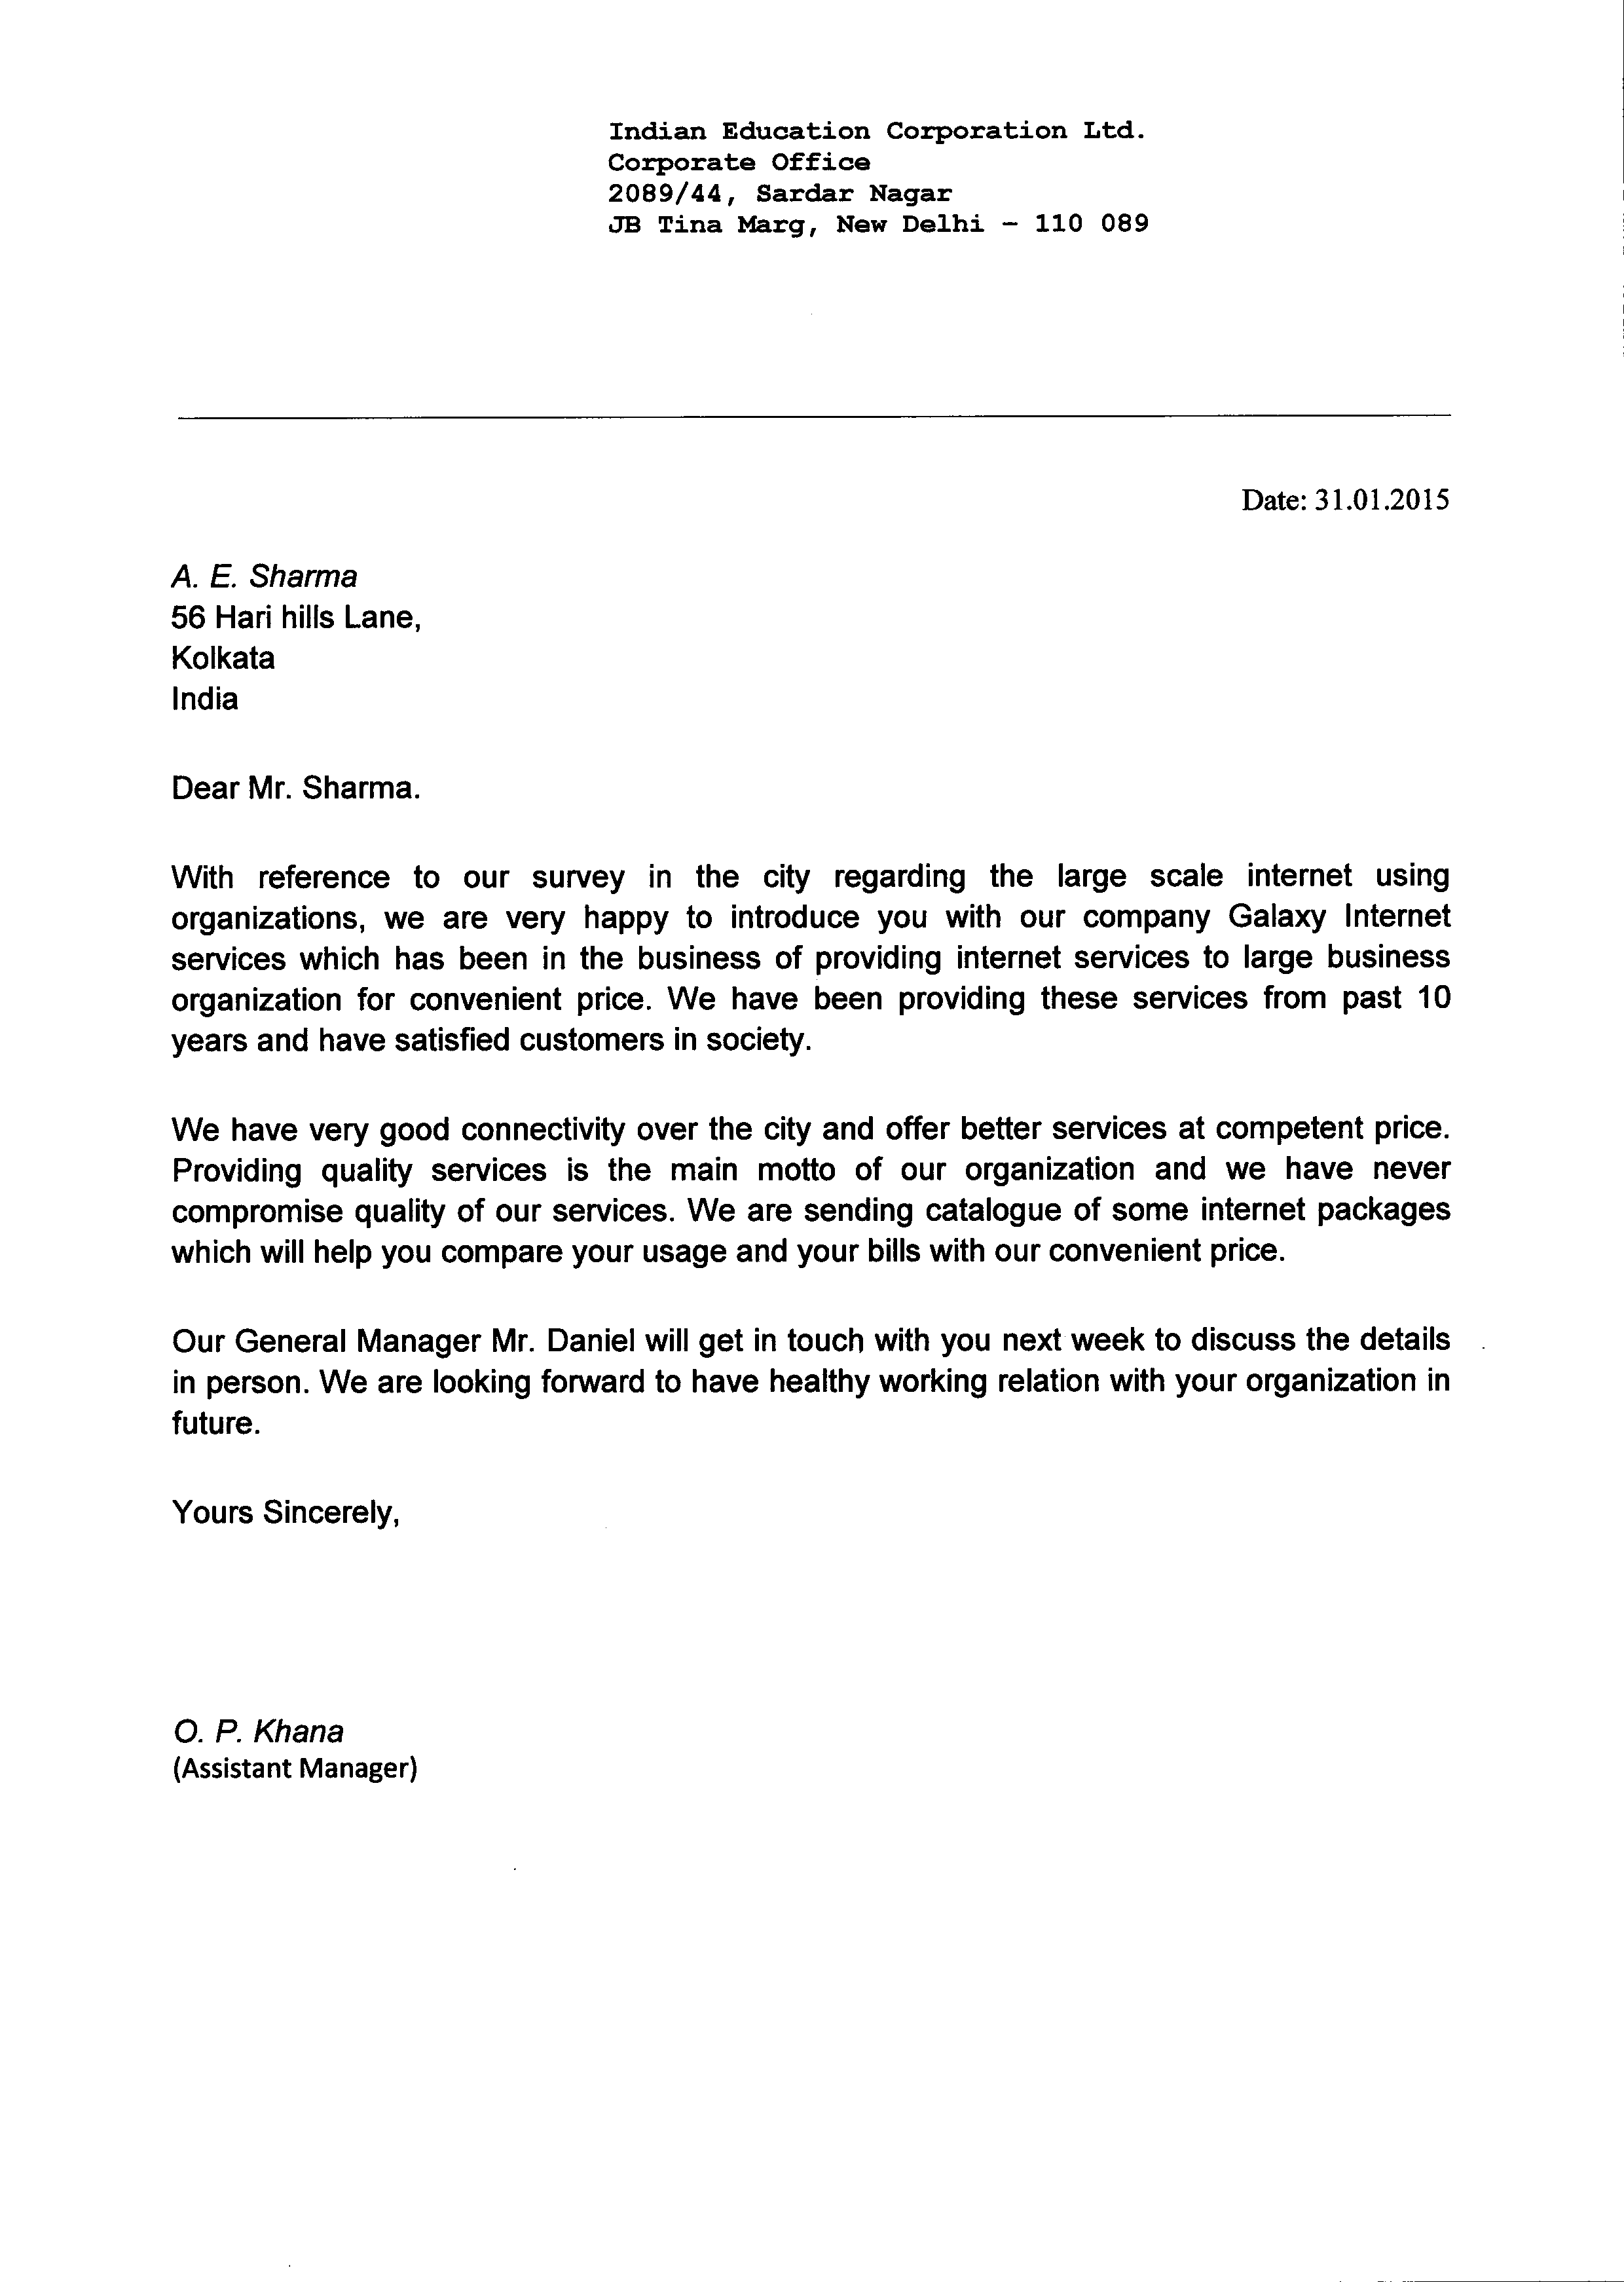 Indian Education Corporation Ltd.
Corporate Office
2089/44, Sardar Nagar
JB Tina Marg, New Delhi – 110 089
Date: 31.01.2015
A. E. Sharma
56 Hari hills Lane,
Kolkata
India
Dear Mr. Sharma.
With reference to our survey in the city regarding the large scale internet using
organizations, we are very happy to introduce you with our company Galaxy Internet
services which has been in the business of providing internet services to large business
organization for convenient price. We have been providing these services from past 10
years and have satisfied customers in society.
We have very good connectivity over the city and offer better services at competent price.
Providing quality services is the main motto of our organization and we have never
compromise quality of our services. We are sending catalogue of some internet packages
which will help you compare your usage and your bills with our convenient price.
Our General Manager Mr. Daniel will get in touch with you next week to discuss the details
in person. We are looking forward to have healthy working relation with your organization in
future.
Yours Sincerely,
O. P. Khana
(Assistant Manager)